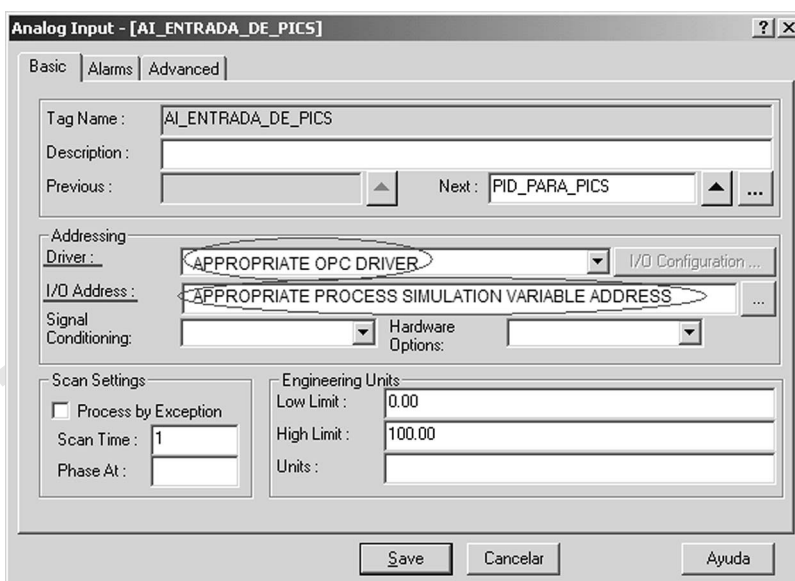 Analog Input - [AI_ENTRADA_DE_PICS] ? ×
Basic Alarms Advanced
Tag Name : AI_ENTRADA_DE_PICS
Description :
Previous : Next : PID_PARA_PICS ...
Addressing
Driver : APPROPRIATE OPC DRIVER I/O Configuration ...
I/O Address : APPROPRIATE PROCESS SIMULATION VARIABLE ADDRESS ...
Signal Conditioning: Hardware Options:
Scan Settings Engineering Units
Process by Exception Low Limit : 0.00
Scan Time : 1 High Limit : 100.00
Phase At : Units :
Save Cancelar Ayuda